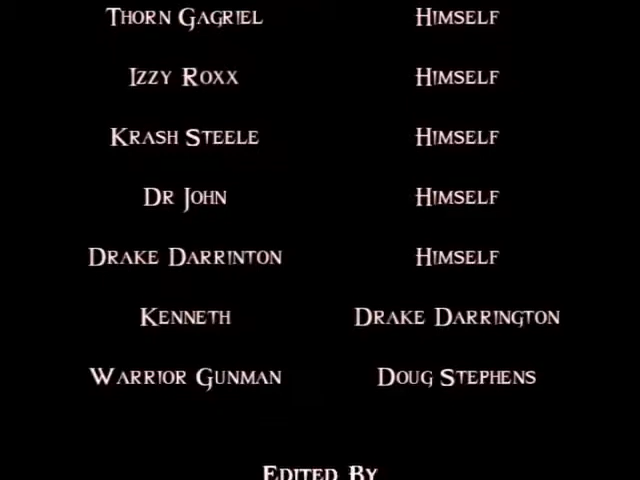 Thorn Gagriel Himself
Izzy Roxx Himself
Krash Steele Himself
Dr John Himself
Drake Darrinton Himself
Kenneth Drake Darrington
Warrior Gunman Doug Stephens
Edited By